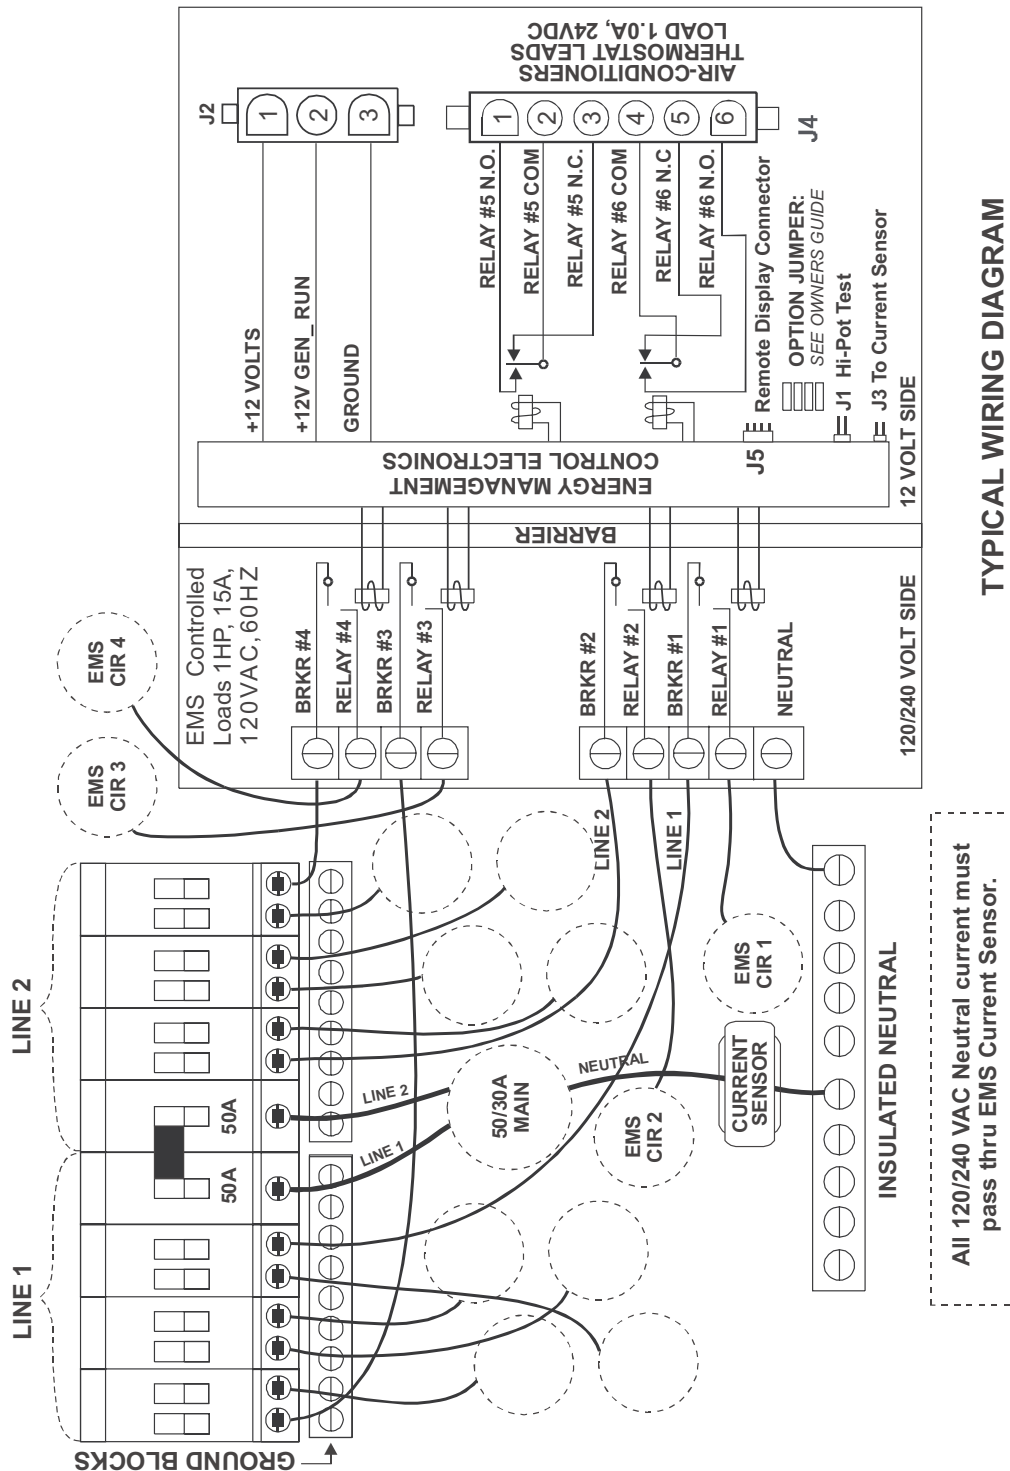 GROUND BLOCKS
LINE 1
LINE 2
50A
50A
EMS
CIR 3
EMS
CIR 4
LINE 1
LINE 2
50/30A
MAIN
NEUTRAL
EMS
CIR 2
CURRENT
SENSOR
EMS
CIR 1
LINE 2
LINE 1
INSULATED NEUTRAL
All 120/240 VAC Neutral current must
pass thru EMS Current Sensor.
EMS Controlled
Loads 1HP, 15A,
120VAC, 60HZ
BRKR #4
RELAY #4
BRKR #3
RELAY #3
BRKR #2
RELAY #2
BRKR #1
RELAY #1
NEUTRAL
120/240 VOLT SIDE
BARRIER
ENERGY MANAGEMENT
CONTROL ELECTRONICS
12 VOLT SIDE
+12 VOLTS
+12V GEN_ RUN
GROUND
J2
1
2
3
AIR-CONDITIONERS
THERMOSTAT LEADS
LOAD 1.0A, 24VDC
1
2
3
4
5
6
J4
RELAY #5 N.O.
RELAY #5 COM
RELAY #5 N.C.
RELAY #6 COM
RELAY #6 N.C
RELAY #6 N.O.
J5
Remote Display Connector
OPTION JUMPER:
SEE OWNERS GUIDE
J1 Hi-Pot Test
J3 To Current Sensor
TYPICAL WIRING DIAGRAM